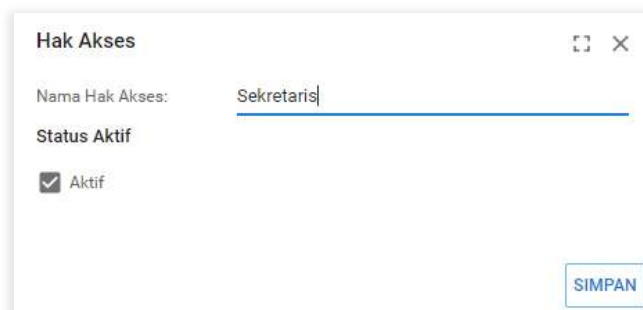 Hak Akses
Nama Hak Akses: Sekretaris
Status Aktif
Aktif
SIMPAN